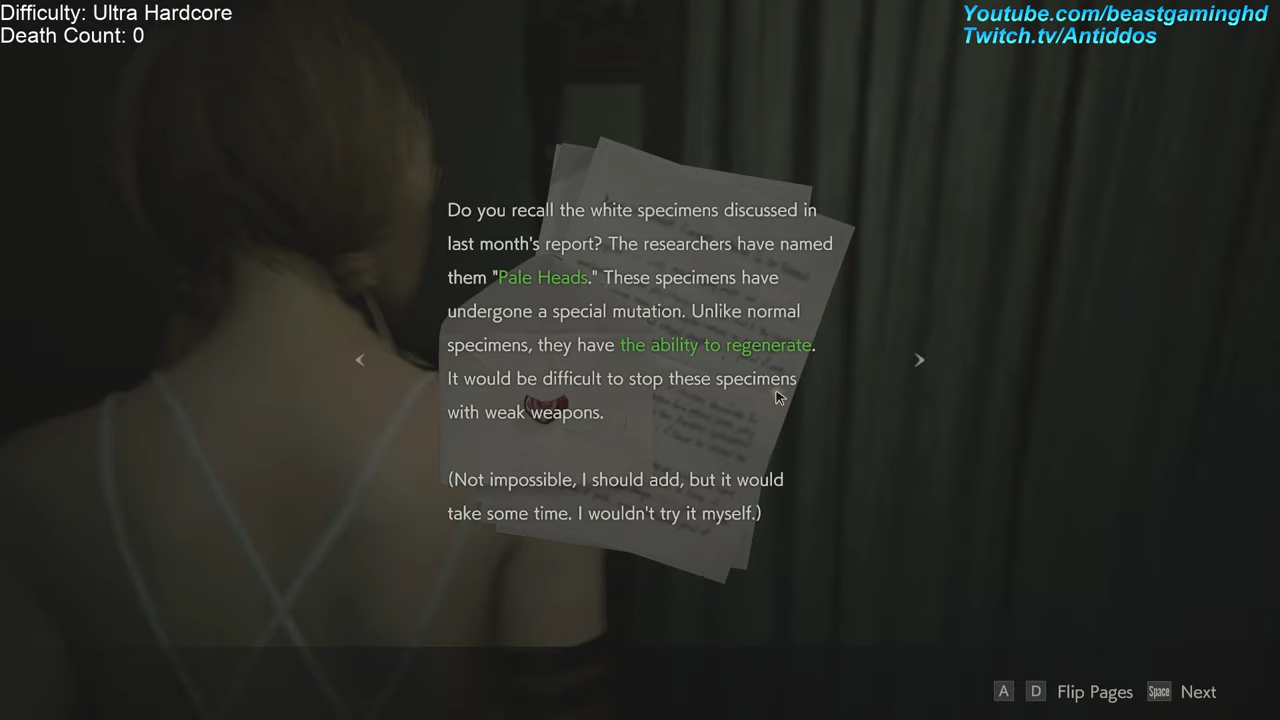 Difficulty: Ultra Hardcore
Death Count: 0
Youtube.com/beastgaminghd
Twitch.tv/Antiddos
Do you recall the white specimens discussed in
last month's report? The researchers have named
them "Pale Heads." These specimens have
undergone a special mutation. Unlike normal
specimens, they have the ability to regenerate.
It would be difficult to stop these specimens
with weak weapons.
(Not impossible, I should add, but it would
take some time. I wouldn't try it myself.)
A D Flip Pages Space Next